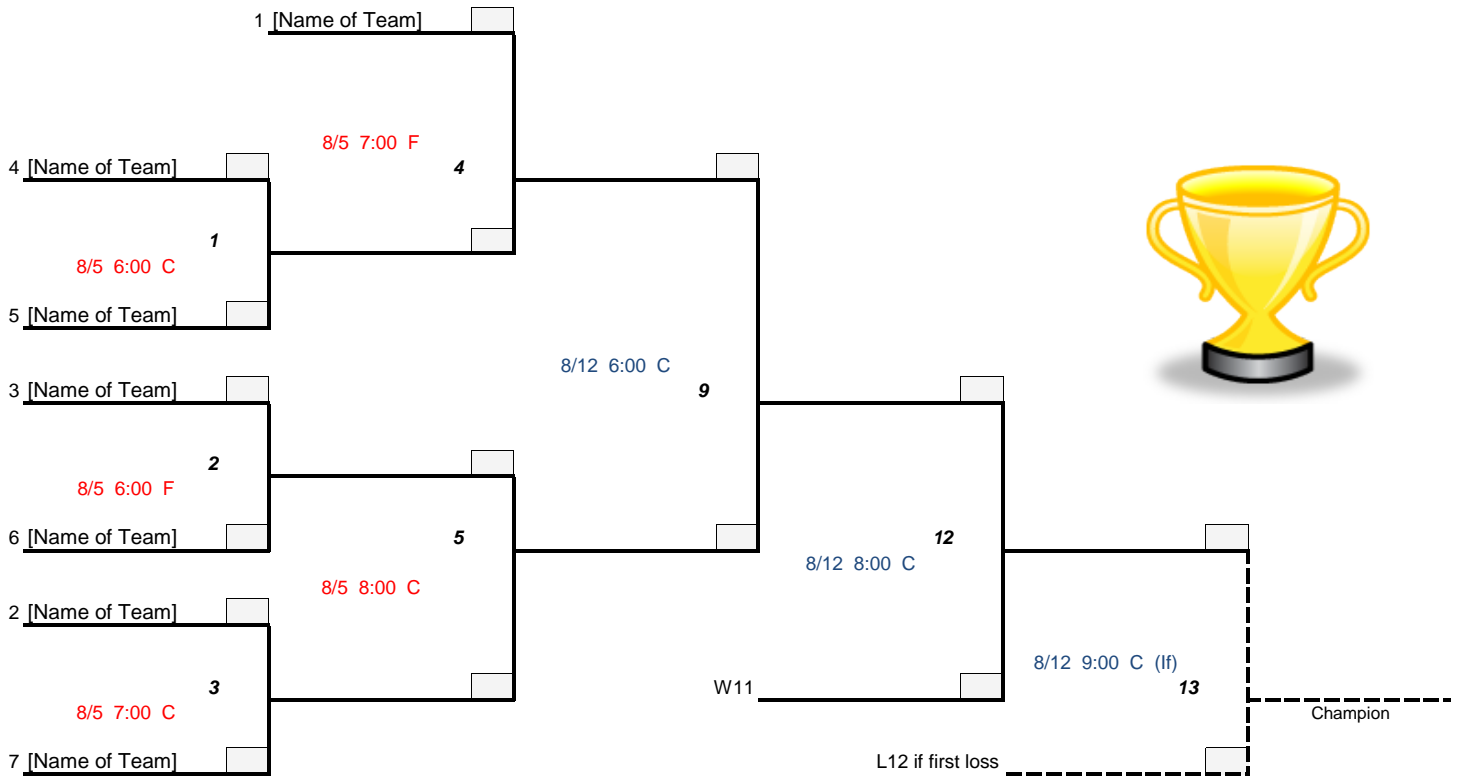 1 [Name of Team]
8/5 7:00 F
4
4 [Name of Team]
1
8/5 6:00 C
5 [Name of Team]
8/12 6:00 C
9
3 [Name of Team]
2
8/5 6:00 F
6 [Name of Team]
5
8/5 8:00 C
12
8/12 8:00 C
2 [Name of Team]
3
8/5 7:00 C
7 [Name of Team]
W11
8/12 9:00 C (If)
13
Champion
L12 if first loss